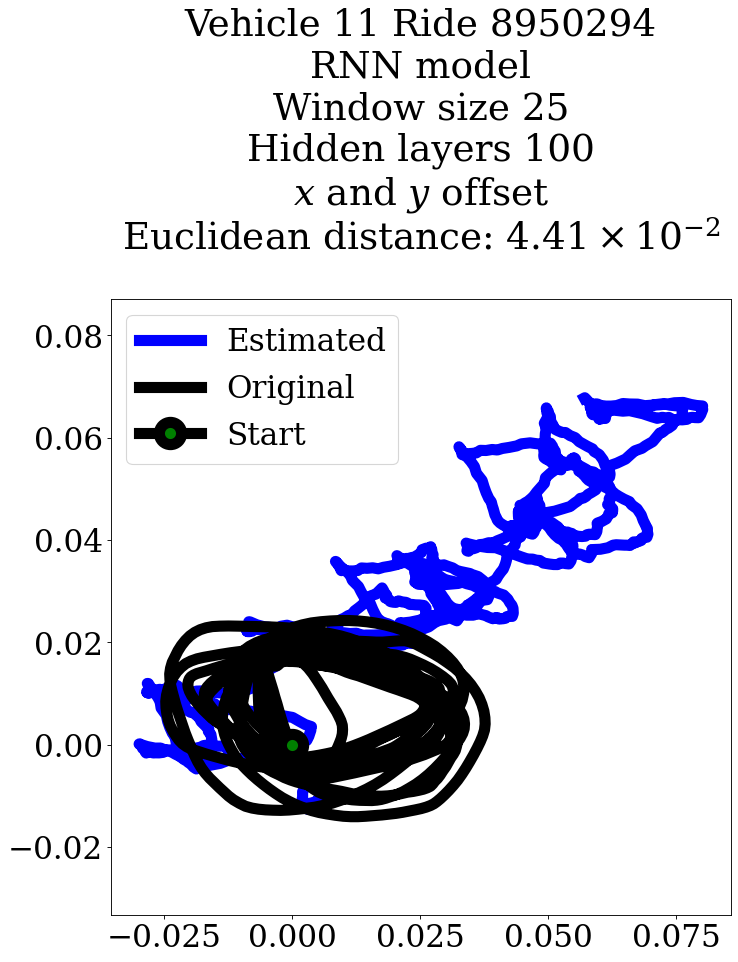 Vehicle 11 Ride 8950294
RNN model
Window size 25
Hidden layers 100
x and y offset
Euclidean distance: 4.41 × 10⁻²
Estimated
Original
Start
0.08
0.06
0.04
0.02
0.00
−0.02
−0.025 0.000 0.025 0.050 0.075